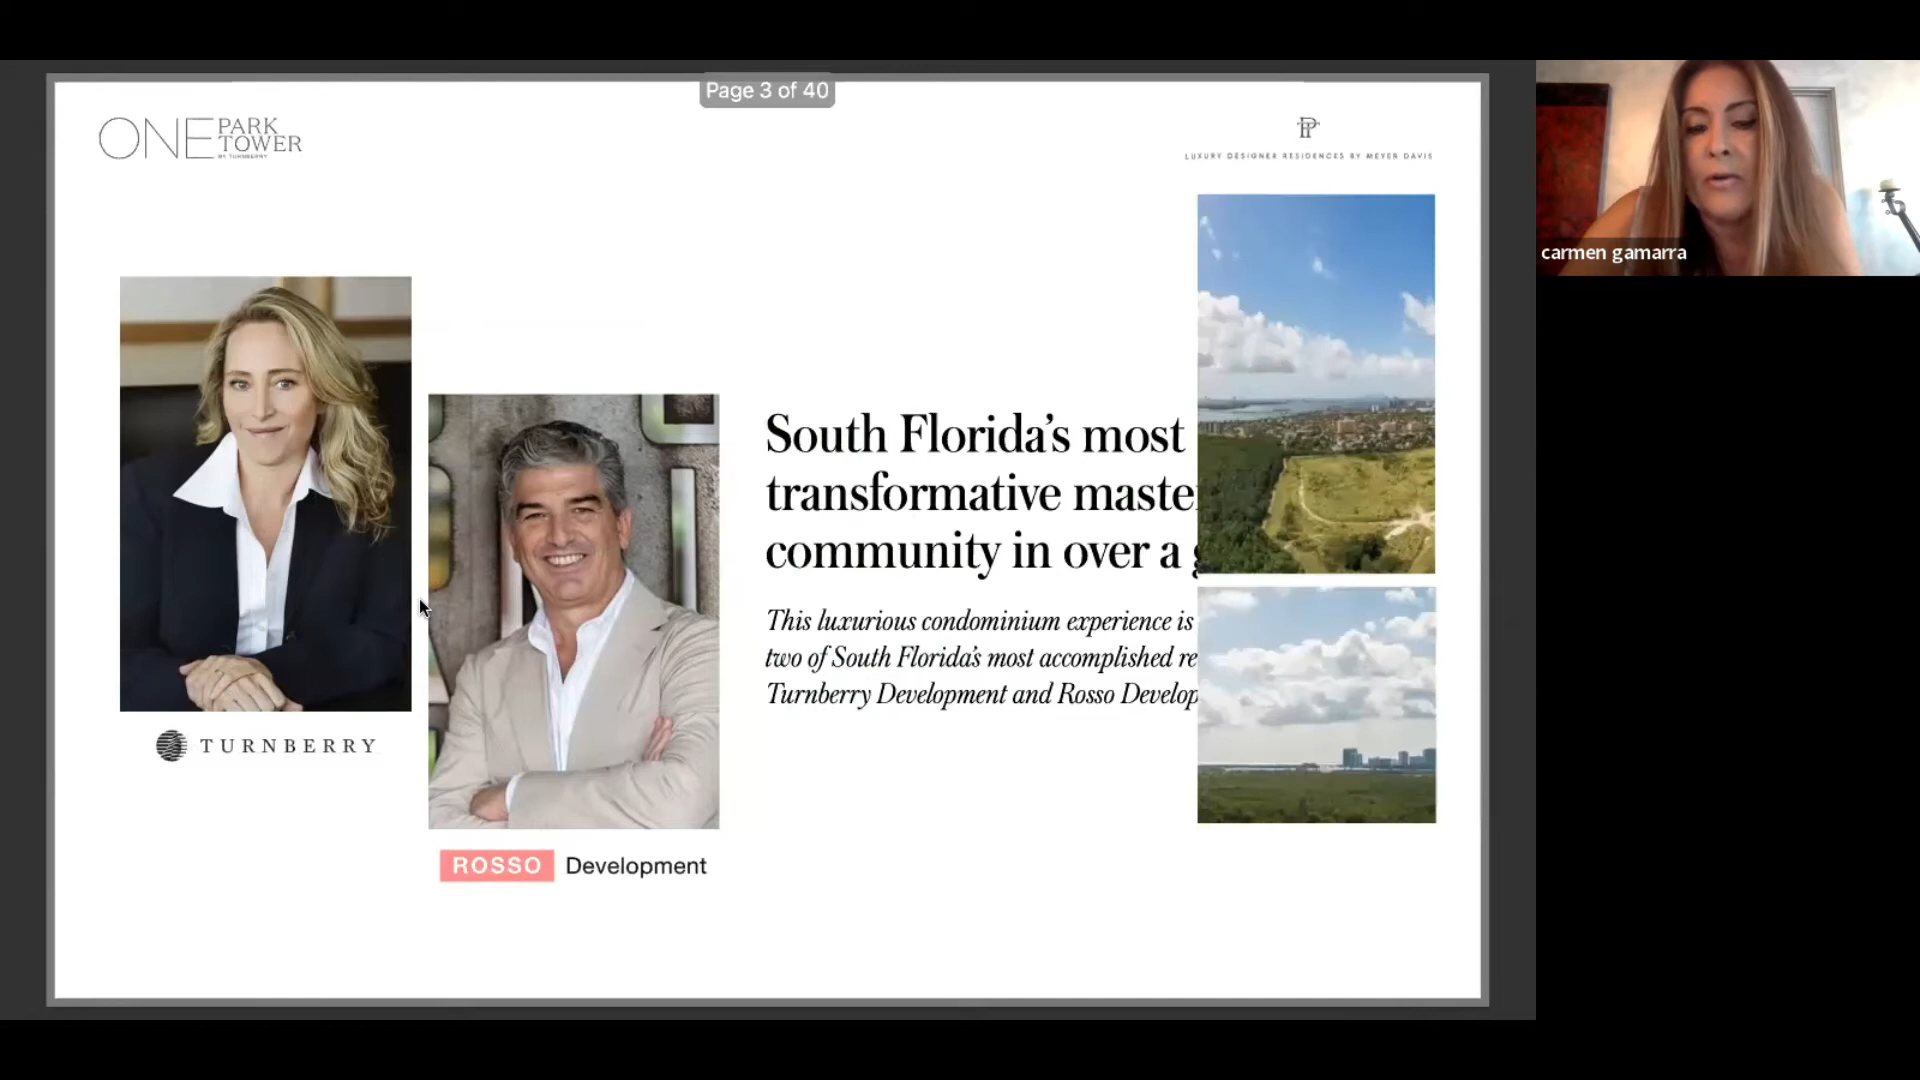 Page 3 of 40
ONE PARK TOWER
BY TURNBERRY
LUXURY DESIGNER RESIDENCES BY MEYER DAVIS
carmen gamarra
South Florida's most
transformative maste
community in over a
This luxurious condominium experience is
two of South Florida's most accomplished re
Turnberry Development and Rosso Develop
TURNBERRY
ROSSO Development